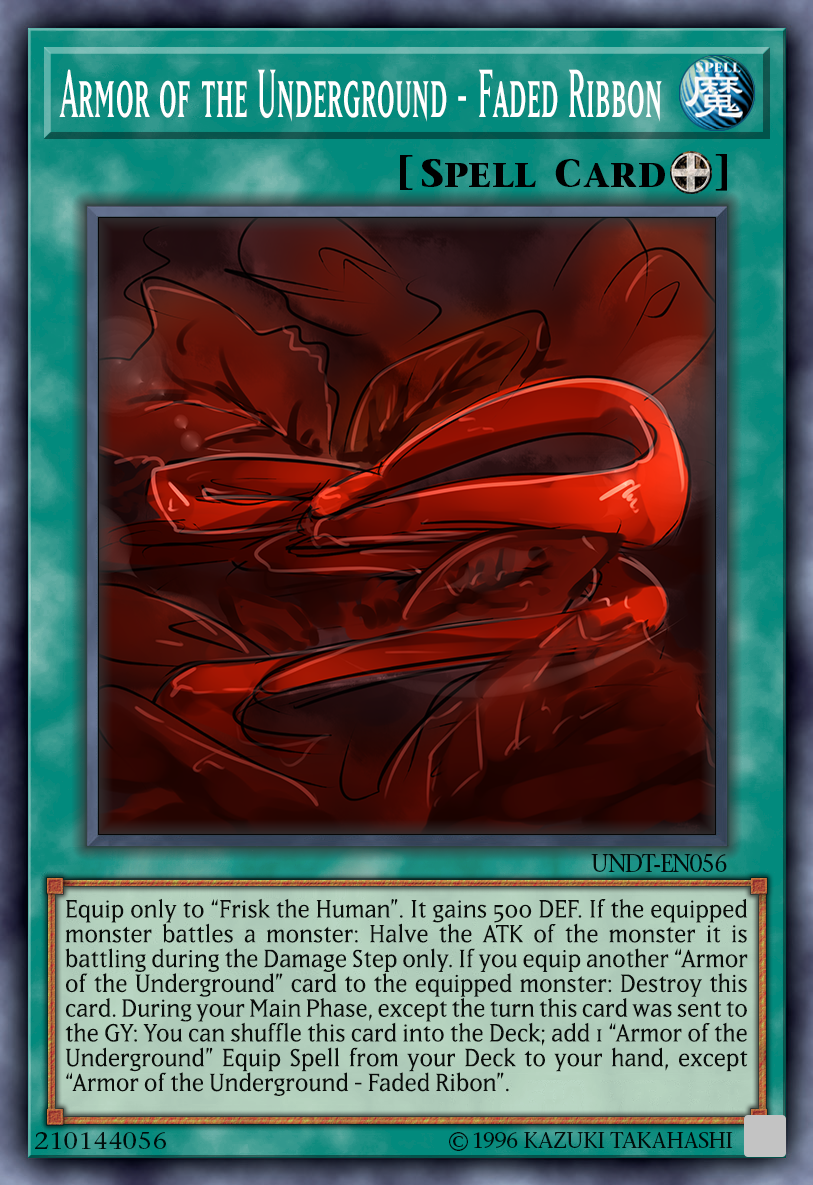 Armor of the Underground - Faded Ribbon
SPELL
魔
[Spell Card]
UNDT-EN056
Equip only to “Frisk the Human”. It gains 500 DEF. If the equipped
monster battles a monster: Halve the ATK of the monster it is
battling during the Damage Step only. If you equip another “Armor
of the Underground” card to the equipped monster: Destroy this
card. During your Main Phase, except the turn this card was sent to
the GY: You can shuffle this card into the Deck; add 1 “Armor of the
Underground” Equip Spell from your Deck to your hand, except
“Armor of the Underground - Faded Ribon”.
210144056
© 1996 KAZUKI TAKAHASHI